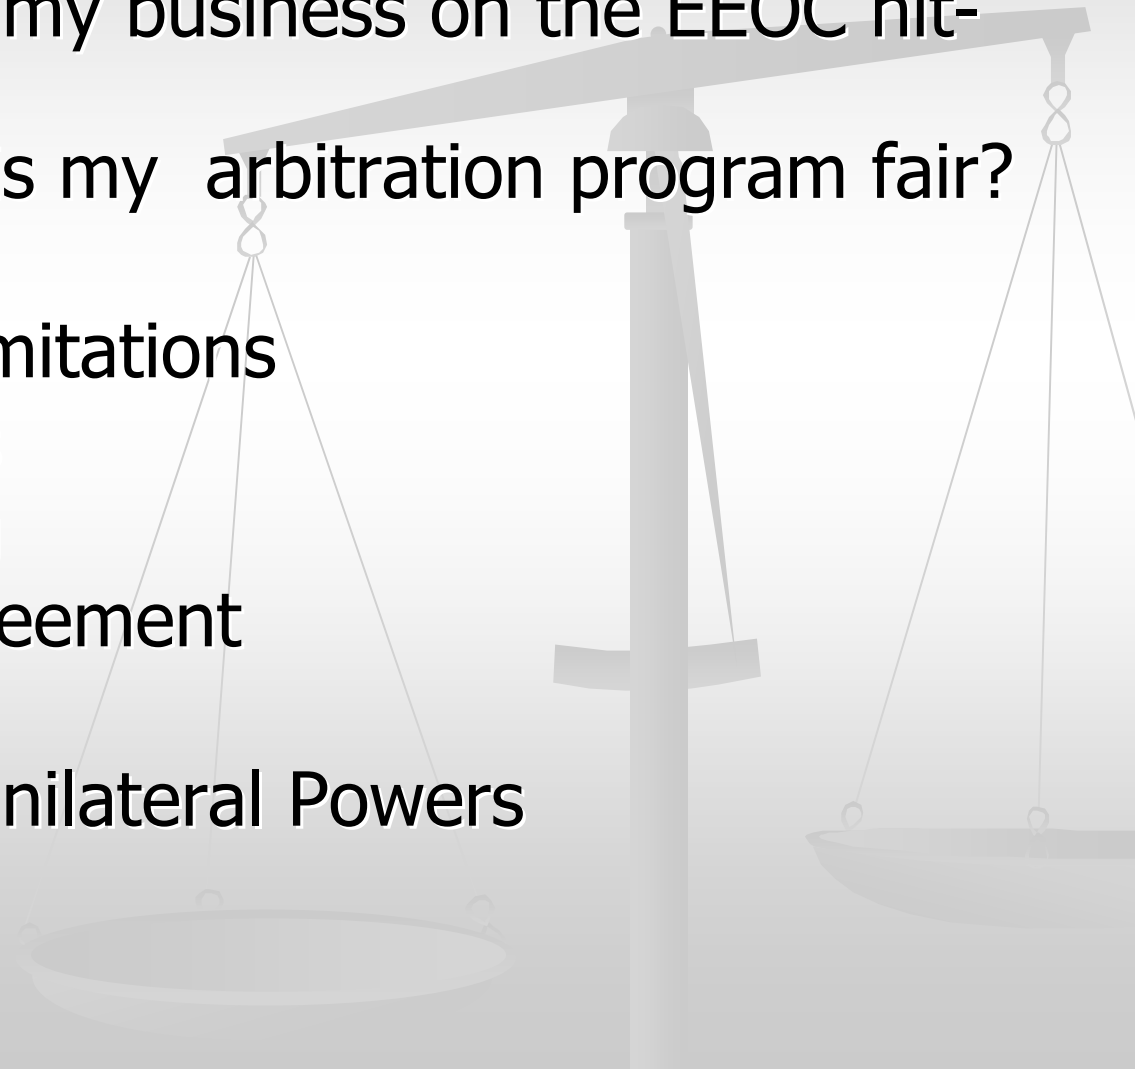 my business on the EEOC hit-
s my arbitration program fair?
mitations
eement
nilateral Powers